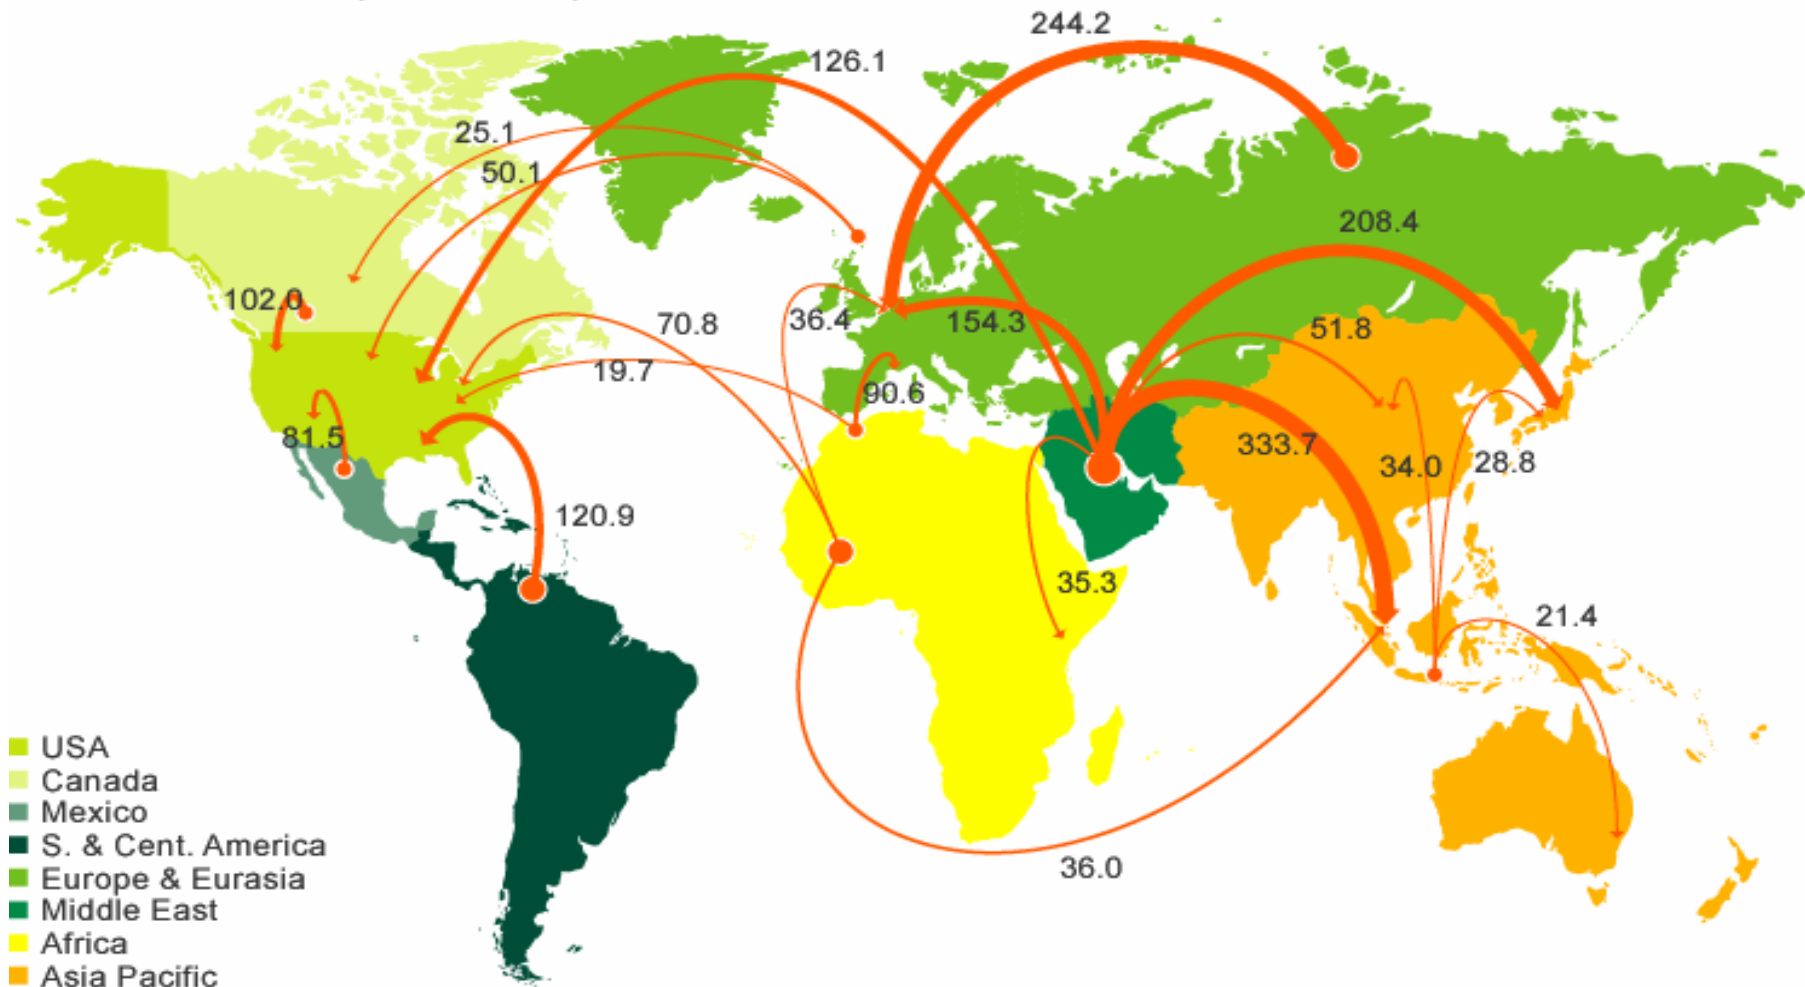 244.2
126.1
25.1
50.1
208.4
102.0
70.8
36.4
154.3
51.8
19.7
90.6
81.5
333.7
34.0
28.8
120.9
35.3
21.4
36.0
USA
Canada
Mexico
S. & Cent. America
Europe & Eurasia
Middle East
Africa
Asia Pacific